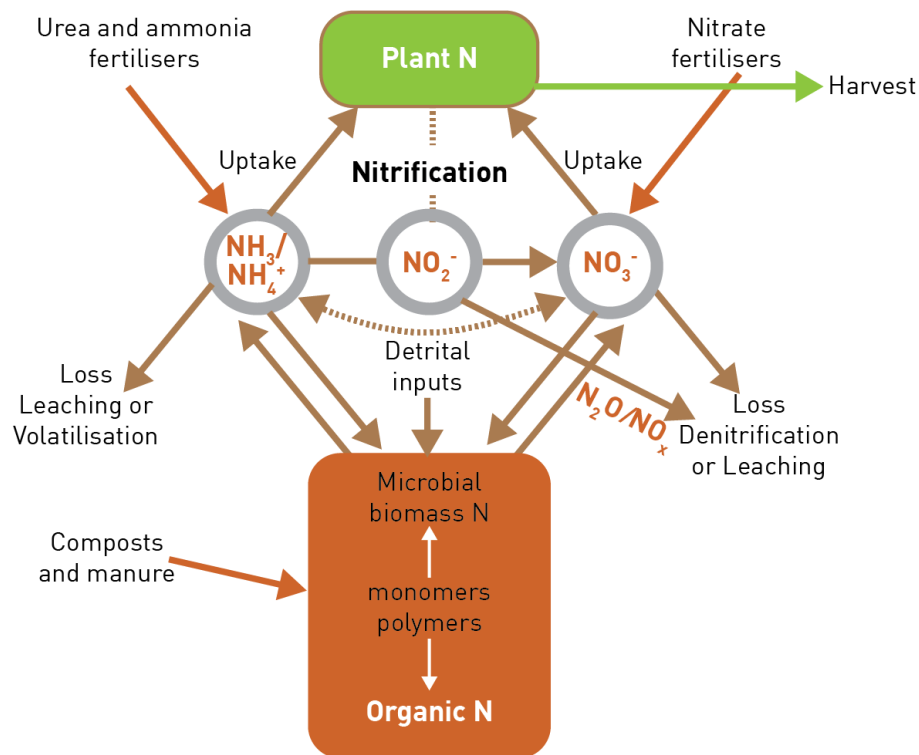 Urea and ammonia
fertilisers
Plant N
Nitrate
fertilisers
Harvest
Uptake
Uptake
Nitrification
NH₃/
NH₄⁺
NO₂⁻
NO₃⁻
Detrital
inputs
Loss
Leaching or
Volatilisation
N₂O/NOₓ
Loss
Denitrification
or Leaching
Microbial
biomass N
Composts
and manure
monomers
polymers
Organic N